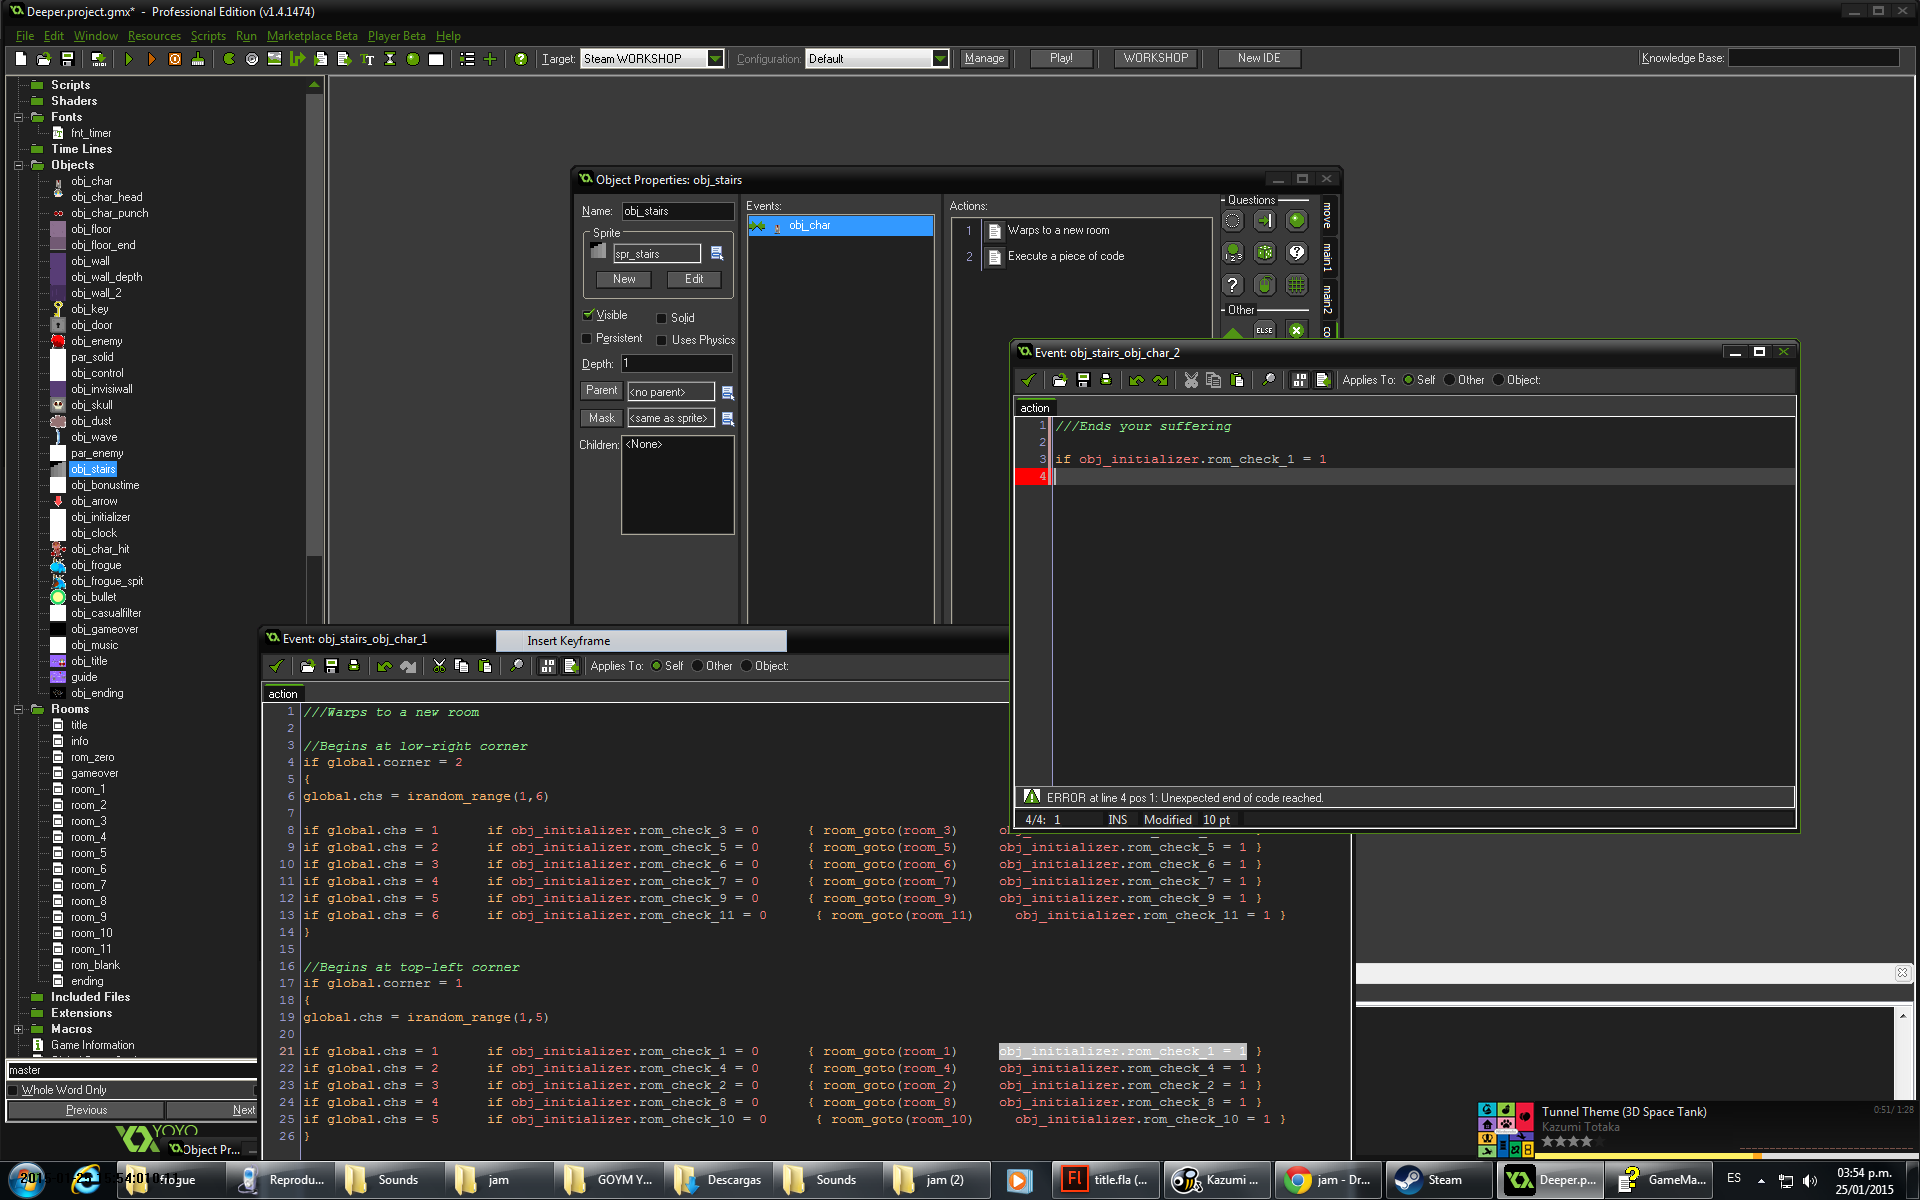 Deeper.project.gmx* - Professional Edition (v1.4.1474)
File Edit Window Resources Scripts Run Marketplace Beta Player Beta Help
Target: Steam WORKSHOP Configuration: Default Manage Play! WORKSHOP New IDE Knowledge Base:
Scripts
Shaders
Fonts
fnt_timer
Time Lines
Objects
obj_char
obj_char_head
obj_char_punch
obj_floor
obj_floor_end
obj_wall
obj_wall_depth
obj_wall_2
obj_key
obj_door
obj_enemy
par_solid
obj_control
obj_invisiwall
obj_skull
obj_dust
obj_wave
par_enemy
obj_stairs
obj_bonustime
obj_arrow
obj_initializer
obj_clock
obj_char_hit
obj_frogue
obj_frogue_spit
obj_bullet
obj_casualfilter
obj_gameover
obj_music
obj_title
guide
obj_ending
Rooms
title
info
rom_zero
gameover
room_1
room_2
room_3
room_4
room_5
room_6
room_7
room_8
room_9
room_10
room_11
rom_blank
ending
Included Files
Extensions
Macros
Game Information
master
Whole Word Only
Previous Next
YOYO
Object Pr...
Object Properties: obj_stairs
Name: obj_stairs
Sprite
spr_stairs
New Edit
Visible Solid
Persistent Uses Physics
Depth: 1
Parent <no parent>
Mask <same as sprite>
Children: <None>
Events:
obj_char
Actions:
1 Warps to a new room
2 Execute a piece of code
Questions
Other
ELSE
move
main1
main2
co
Event: obj_stairs_obj_char_2
Applies To: Self Other Object:
action
1 ///Ends your suffering
2
3 if obj_initializer.rom_check_1 = 1
4
ERROR at line 4 pos 1: Unexpected end of code reached.
4/4: 1 INS Modified 10 pt
Event: obj_stairs_obj_char_1
Insert Keyframe
Applies To: Self Other Object:
action
1 ///Warps to a new room
2
3 //Begins at low-right corner
4 if global.corner = 2
5 {
6 global.chs = irandom_range(1,6)
7
8 if global.chs = 1 if obj_initializer.rom_check_3 = 0 { room_goto(room_3)
9 if global.chs = 2 if obj_initializer.rom_check_5 = 0 { room_goto(room_5) obj_initializer.rom_check_5 = 1 }
10 if global.chs = 3 if obj_initializer.rom_check_6 = 0 { room_goto(room_6) obj_initializer.rom_check_6 = 1 }
11 if global.chs = 4 if obj_initializer.rom_check_7 = 0 { room_goto(room_7) obj_initializer.rom_check_7 = 1 }
12 if global.chs = 5 if obj_initializer.rom_check_9 = 0 { room_goto(room_9) obj_initializer.rom_check_9 = 1 }
13 if global.chs = 6 if obj_initializer.rom_check_11 = 0 { room_goto(room_11) obj_initializer.rom_check_11 = 1 }
14 }
15
16 //Begins at top-left corner
17 if global.corner = 1
18 {
19 global.chs = irandom_range(1,5)
20
21 if global.chs = 1 if obj_initializer.rom_check_1 = 0 { room_goto(room_1) obj_initializer.rom_check_1 = 1 }
22 if global.chs = 2 if obj_initializer.rom_check_4 = 0 { room_goto(room_4) obj_initializer.rom_check_4 = 1 }
23 if global.chs = 3 if obj_initializer.rom_check_2 = 0 { room_goto(room_2) obj_initializer.rom_check_2 = 1 }
24 if global.chs = 4 if obj_initializer.rom_check_8 = 0 { room_goto(room_8) obj_initializer.rom_check_8 = 1 }
25 if global.chs = 5 if obj_initializer.rom_check_10 = 0 { room_goto(room_10) obj_initializer.rom_check_10 = 1 }
26 }
Tunnel Theme (3D Space Tank) 0:51/ 1:28
Kazumi Totaka
frogue Reprodu... Sounds jam GOYM Y... Descargas Sounds jam (2) title.fla (... Kazumi ... jam - Dr... Steam Deeper.p... GameMa... ES
03:54 p.m.
25/01/2015